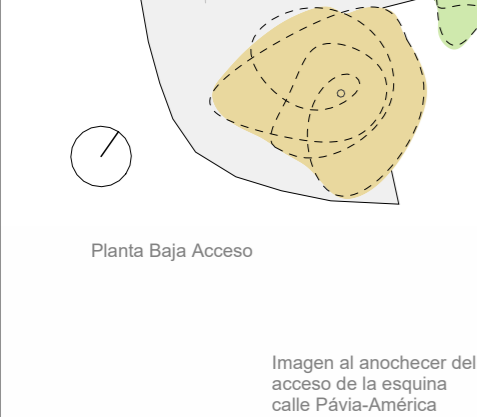 Planta Baja Acceso
Imagen al anochecer del
acceso de la esquina
calle Pávia-América